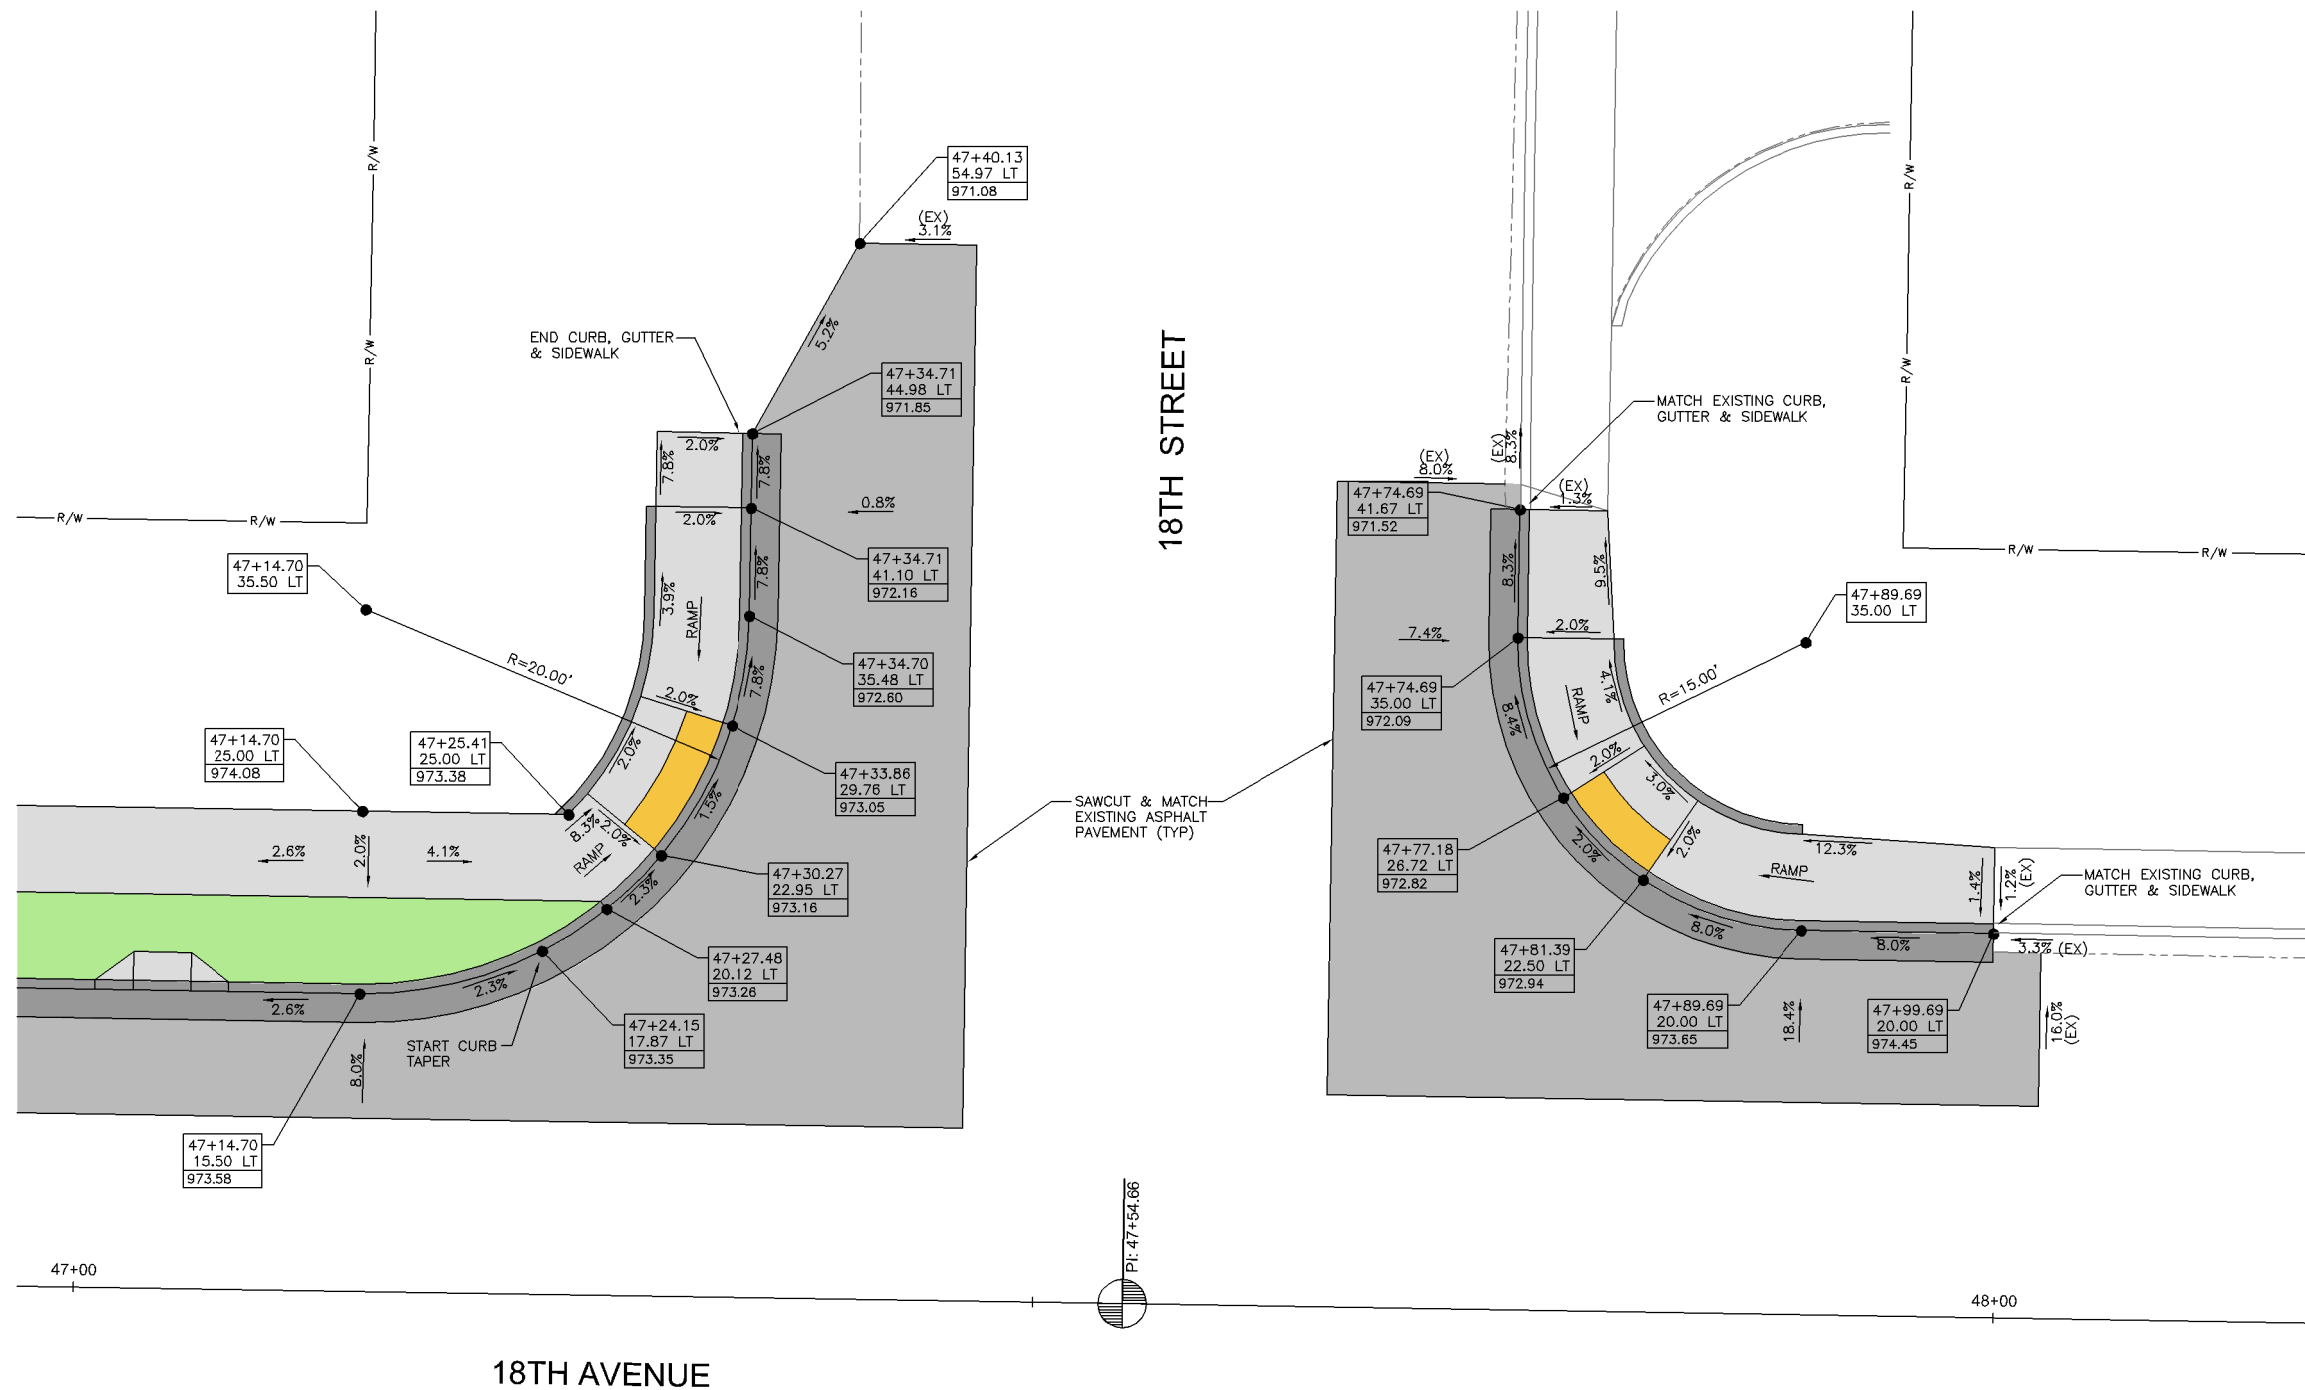 R/W
R/W
R/W
R/W
47+40.13
54.97 LT
971.08
(EX)
3.1%
5.2%
END CURB, GUTTER
& SIDEWALK
47+34.71
44.98 LT
971.85
2.0%
7.8%
7.8%
2.0%
0.8%
47+34.71
41.10 LT
972.16
7.8%
3.9%
RAMP
47+14.70
35.50 LT
R=20.00'
47+34.70
35.48 LT
972.60
7.8%
2.0%
47+14.70
25.00 LT
974.08
47+25.41
25.00 LT
973.38
2.0%
47+33.86
29.76 LT
973.05
1.5%
8.3%
2.0%
RAMP
2.6%
2.0%
4.1%
47+30.27
22.95 LT
973.16
2.3%
47+27.48
20.12 LT
973.26
2.3%
2.6%
47+24.15
17.87 LT
973.35
START CURB
TAPER
8.0%
47+14.70
15.50 LT
973.58
18TH STREET
SAWCUT & MATCH
EXISTING ASPHALT
PAVEMENT (TYP)
R/W
R/W
R/W
R/W
MATCH EXISTING CURB,
GUTTER & SIDEWALK
(EX)
8.3%
(EX)
8.0%
(EX)
1.3%
47+74.69
41.67 LT
971.52
8.3%
9.5%
7.4%
2.0%
47+89.69
35.00 LT
R=15.00'
47+74.69
35.00 LT
972.09
4.1%
RAMP
8.4%
2.0%
3.0%
2.0%
2.0%
12.3%
RAMP
47+77.18
26.72 LT
972.82
1.4%
1.2%
(EX)
MATCH EXISTING CURB,
GUTTER & SIDEWALK
8.0%
8.0%
3.3% (EX)
47+81.39
22.50 LT
972.94
47+89.69
20.00 LT
973.65
18.4%
47+99.69
20.00 LT
974.45
16.0%
(EX)
PI: 47+54.66
47+00
48+00
18TH AVENUE